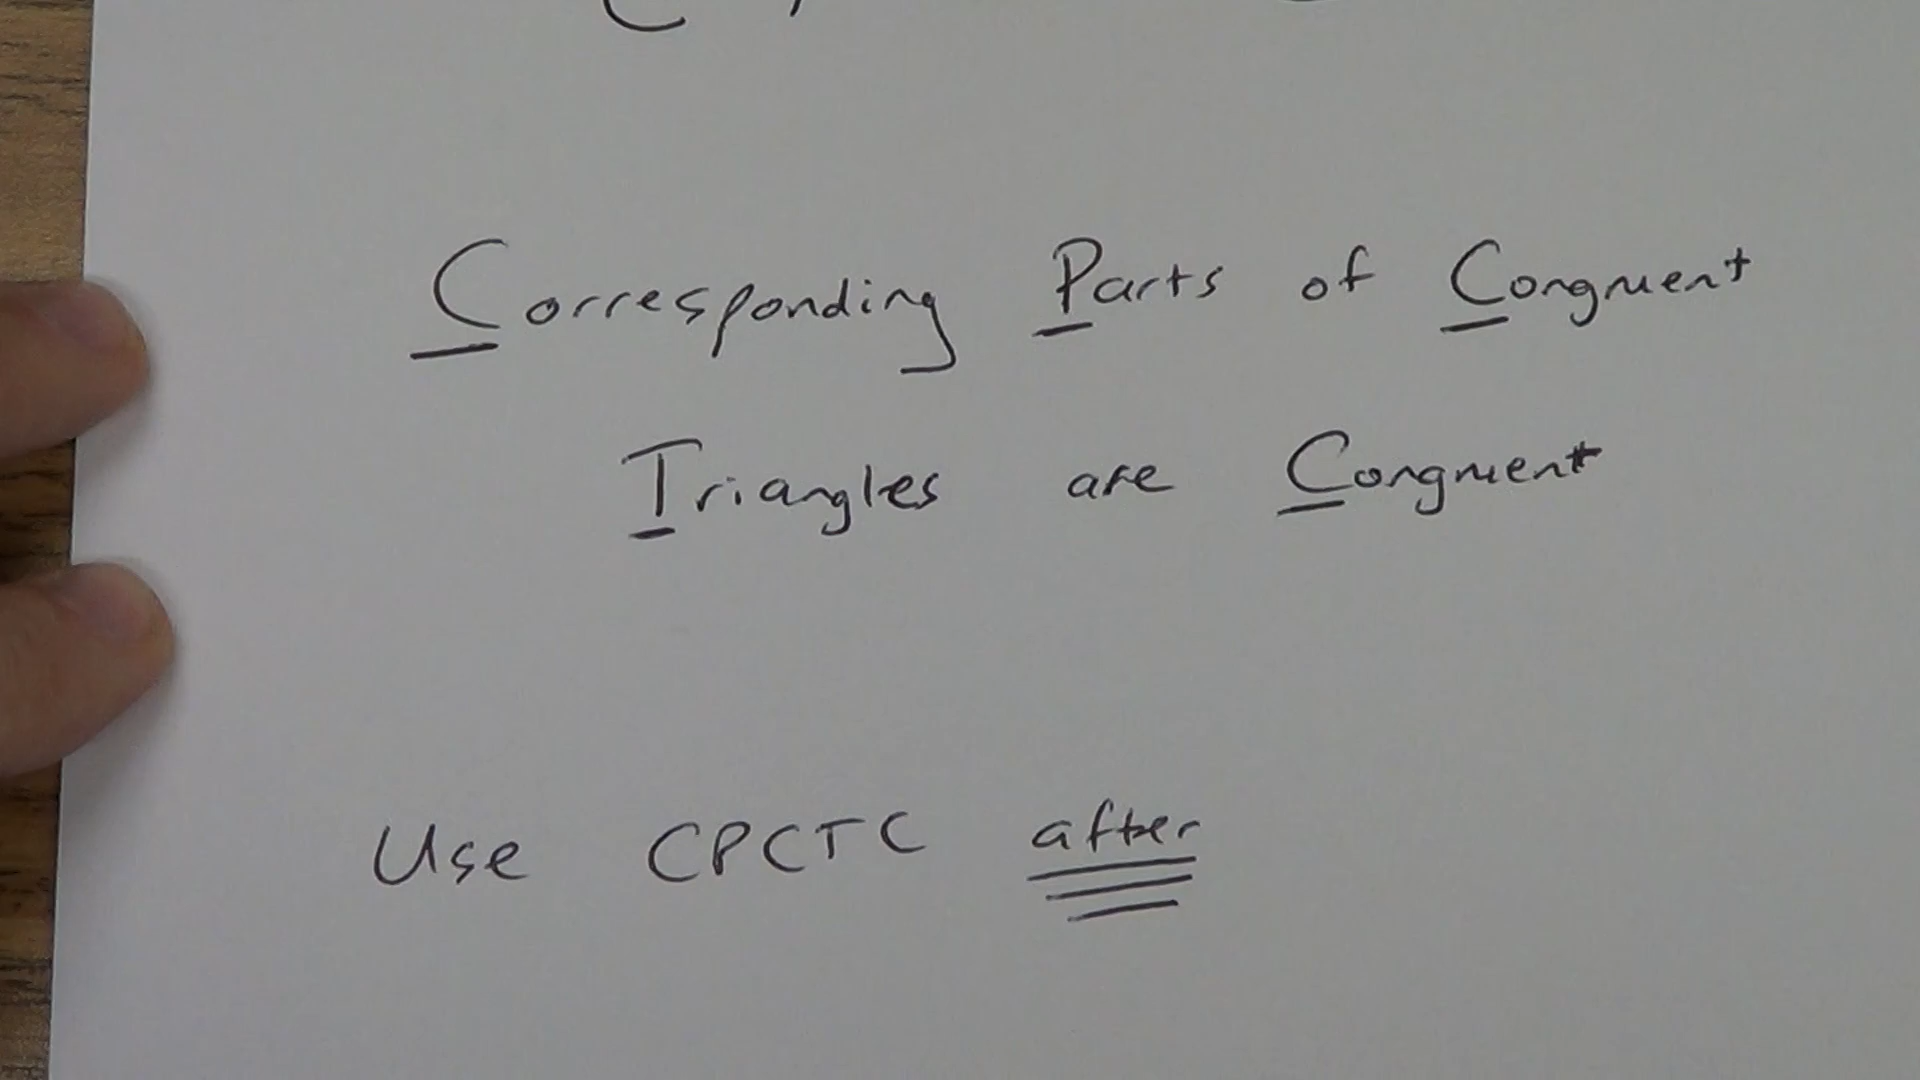 Corresponding Parts of Congruent
Triangles are Congruent
Use CPCTC after